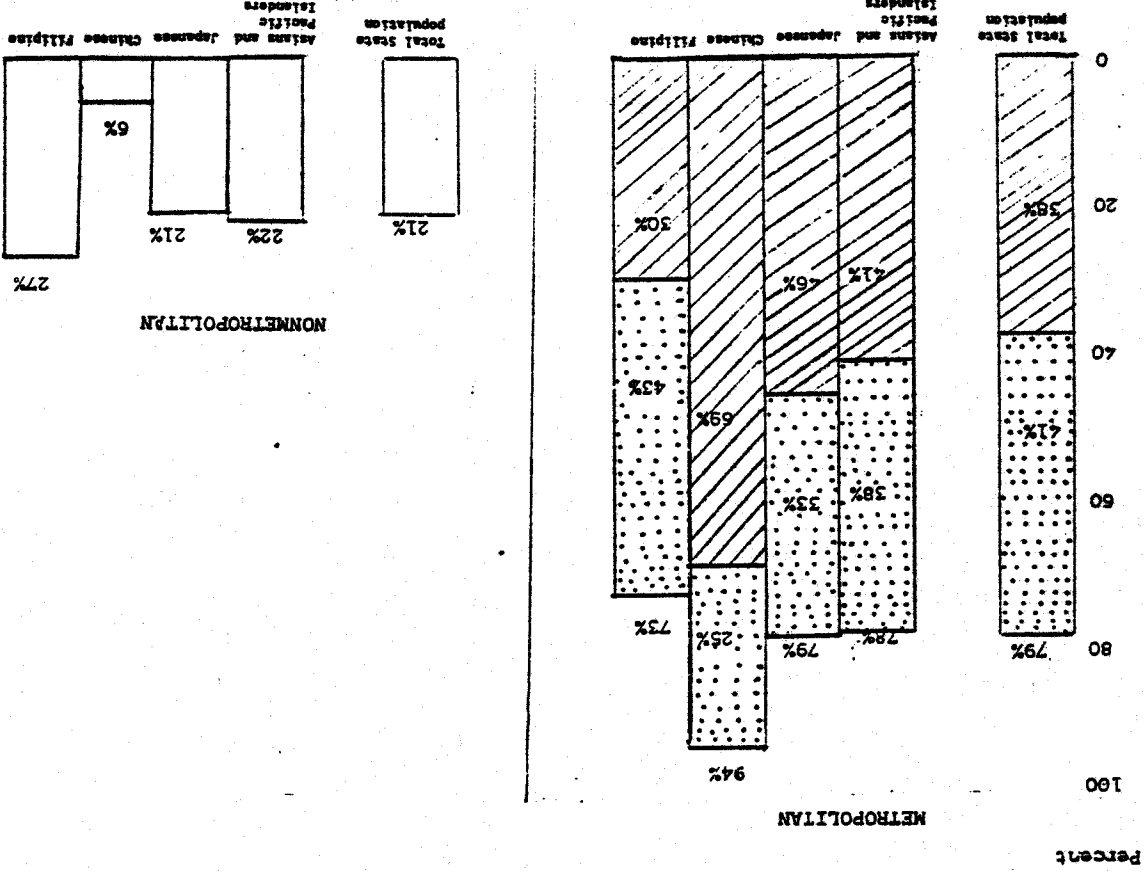 Percent
METROPOLITAN
100
94%
80
79%
78%
79%
25%
73%
60
38%
33%
41%
69%
43%
40
NONMETROPOLITAN
46%
41%
27%
38%
30%
20
21%
22%
21%
6%
0
Total State
population
Asians and
Pacific
Islanders
Japanese
Chinese
Filipino
Total State
population
Asians and
Pacific
Islanders
Japanese
Chinese
Filipino